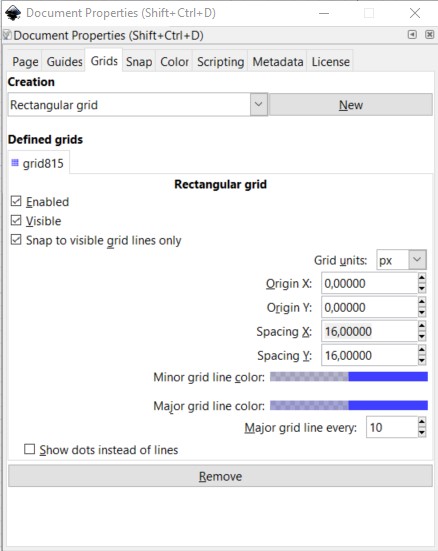 Document Properties (Shift+Ctrl+D)
Document Properties (Shift+Ctrl+D)
Page Guides Grids Snap Color Scripting Metadata License
Creation
Rectangular grid New
Defined grids
grid815
Rectangular grid
Enabled
Visible
Snap to visible grid lines only
Grid units: px
Origin X: 0,00000
Origin Y: 0,00000
Spacing X: 16,00000
Spacing Y: 16,00000
Minor grid line color:
Major grid line color:
Major grid line every: 10
Show dots instead of lines
Remove